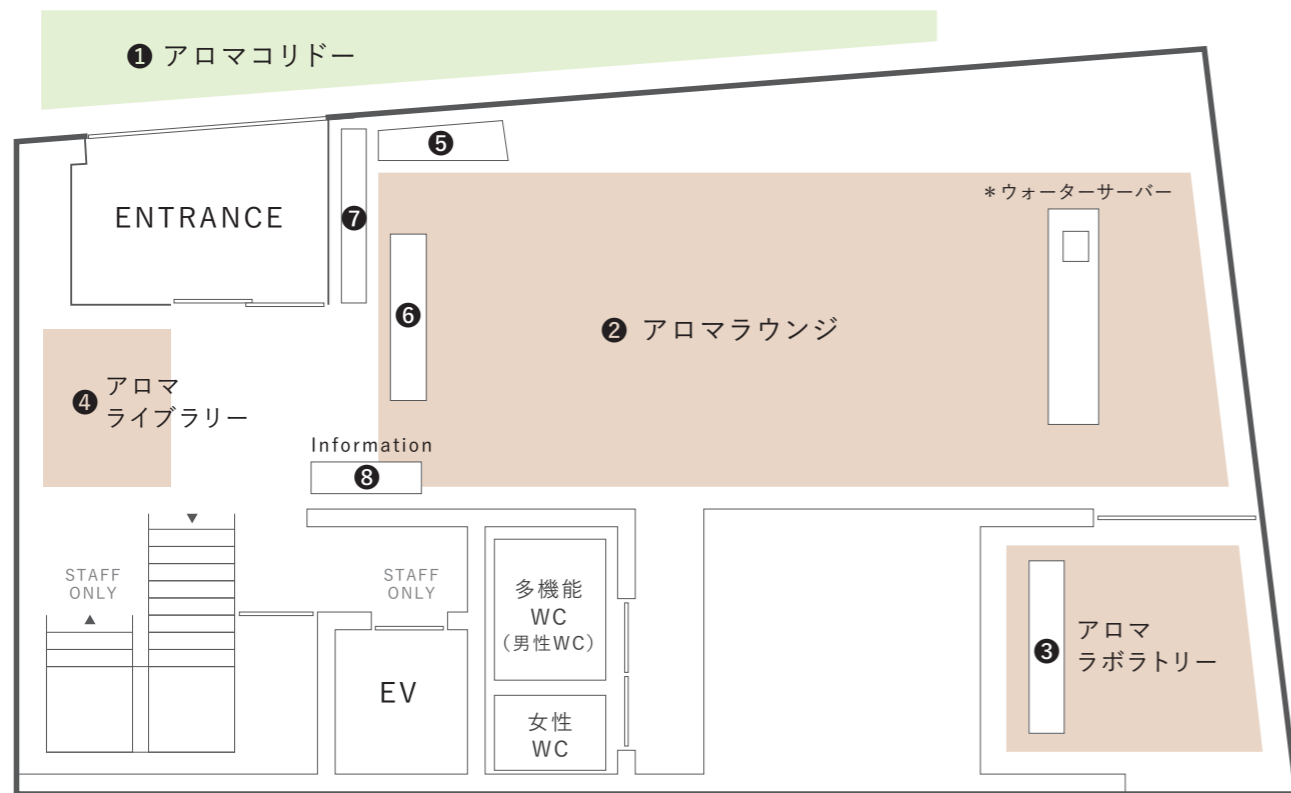 ❶ アロマコリドー
❺
ENTRANCE
❼
＊ウォーターサーバー
❻
❷ アロマラウンジ
❹ アロマ
ライブラリー
Information
❽
STAFF
ONLY
STAFF
ONLY
多機能
WC
（男性WC）
EV
女性
WC
❸
アロマ
ラボラトリー